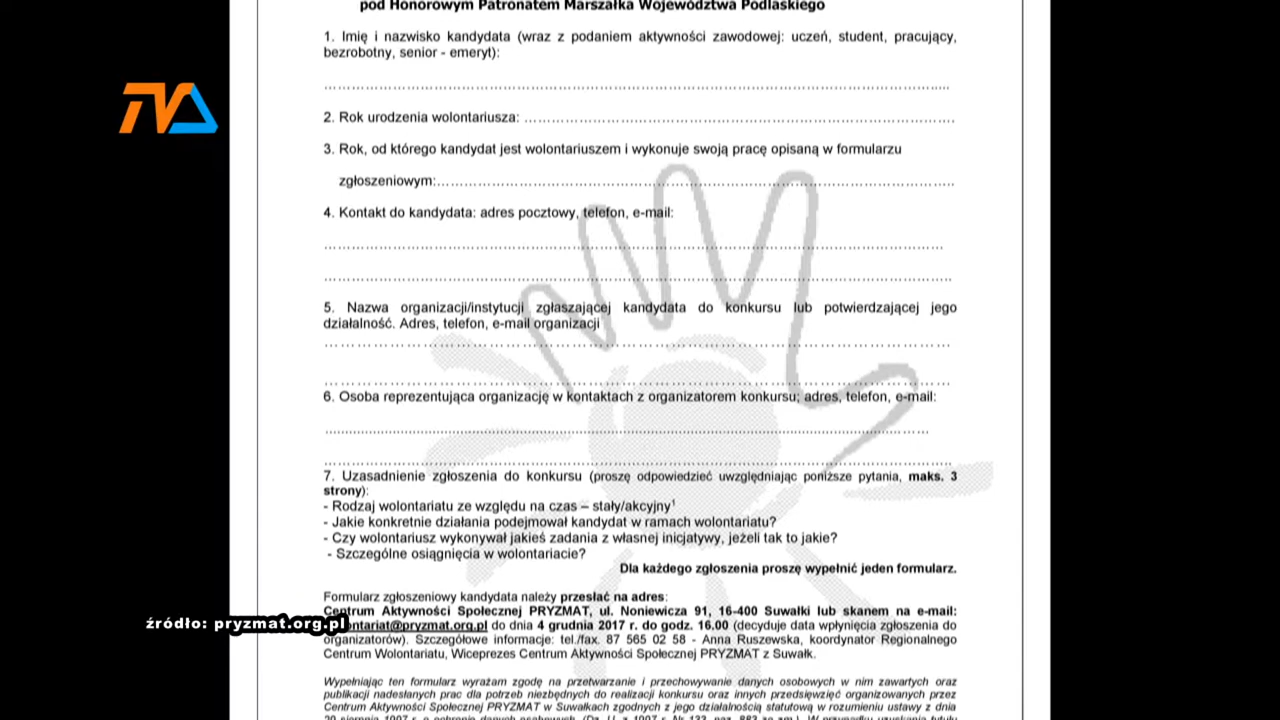 pod Honorowym Patronatem Marszałka Województwa Podlaskiego
1. Imię i nazwisko kandydata (wraz z podaniem aktywności zawodowej: uczeń, student, pracujący,
bezrobotny, senior - emeryt):
TVA
2. Rok urodzenia wolontariusza:
3. Rok, od którego kandydat jest wolontariuszem i wykonuje swoją pracę opisaną w formularzu
zgłoszeniowym:
4. Kontakt do kandydata: adres pocztowy, telefon, e-mail:
5. Nazwa organizacji/instytucji zgłaszającej kandydata do konkursu lub potwierdzającej jego
działalność. Adres, telefon, e-mail organizacji
6. Osoba reprezentująca organizację w kontaktach z organizatorem konkursu; adres, telefon, e-mail:
7. Uzasadnienie zgłoszenia do konkursu (proszę odpowiedzieć uwzględniając poniższe pytania, maks. 3
strony):
- Rodzaj wolontariatu ze względu na czas – stały/akcyjny¹
- Jakie konkretnie działania podejmował kandydat w ramach wolontariatu?
- Czy wolontariusz wykonywał jakieś zadania z własnej inicjatywy, jeżeli tak to jakie?
- Szczególne osiągnięcia w wolontariacie?
Dla każdego zgłoszenia proszę wypełnić jeden formularz.
Formularz zgłoszeniowy kandydata należy przesłać na adres:
Centrum Aktywności Społecznej PRYZMAT, ul. Noniewicza 91, 16-400 Suwałki lub skanem na e-mail:
źródło: pryzmat.org.pl
ontariat@pryzmat.org.pl do dnia 4 grudnia 2017 r. do godz. 16.00 (decyduje data wpłynięcia zgłoszenia do
organizatorów). Szczegółowe informacje: tel./fax. 87 565 02 58 - Anna Ruszewska, koordynator Regionalnego
Centrum Wolontariatu, Wiceprezes Centrum Aktywności Społecznej PRYZMAT z Suwałk.
Wypełniając ten formularz wyrażam zgodę na przetwarzanie i przechowywanie danych osobowych w nim zawartych oraz
publikacji nadesłanych prac dla potrzeb niezbędnych do realizacji konkursu oraz innych przedsięwzięć organizowanych przez
Centrum Aktywności Społecznej PRYZMAT w Suwałkach zgodnych z jego działalnością statutową w rozumieniu ustawy z dnia